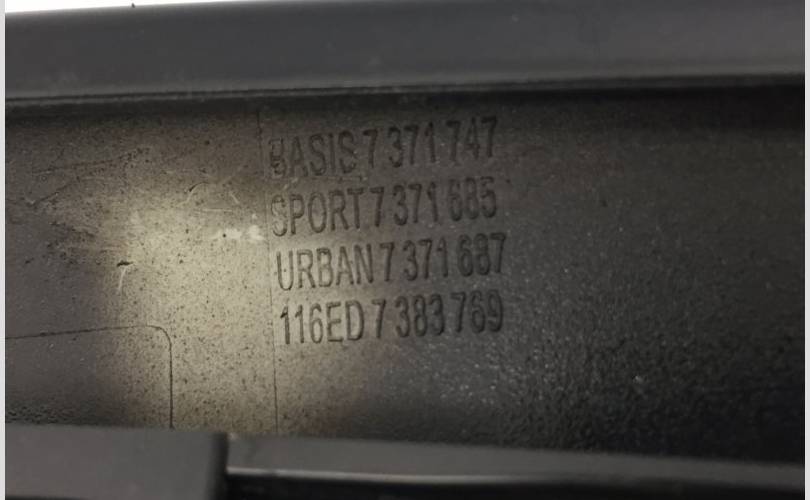 BASIS 7 371 747
SPORT 7 371 685
URBAN 7 371 687
116ED 7 383 769